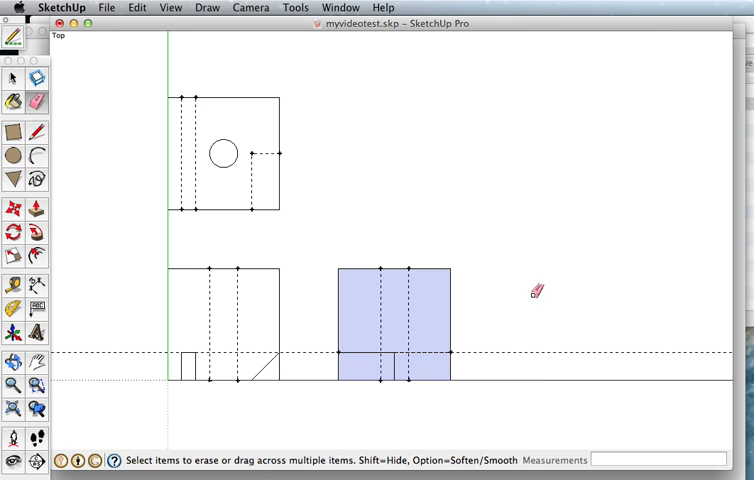 SketchUp File Edit View Draw Camera Tools Window Help
myvideotest.skp – SketchUp Pro
Top
ABC
A
Select items to erase or drag across multiple items. Shift=Hide, Option=Soften/Smooth Measurements